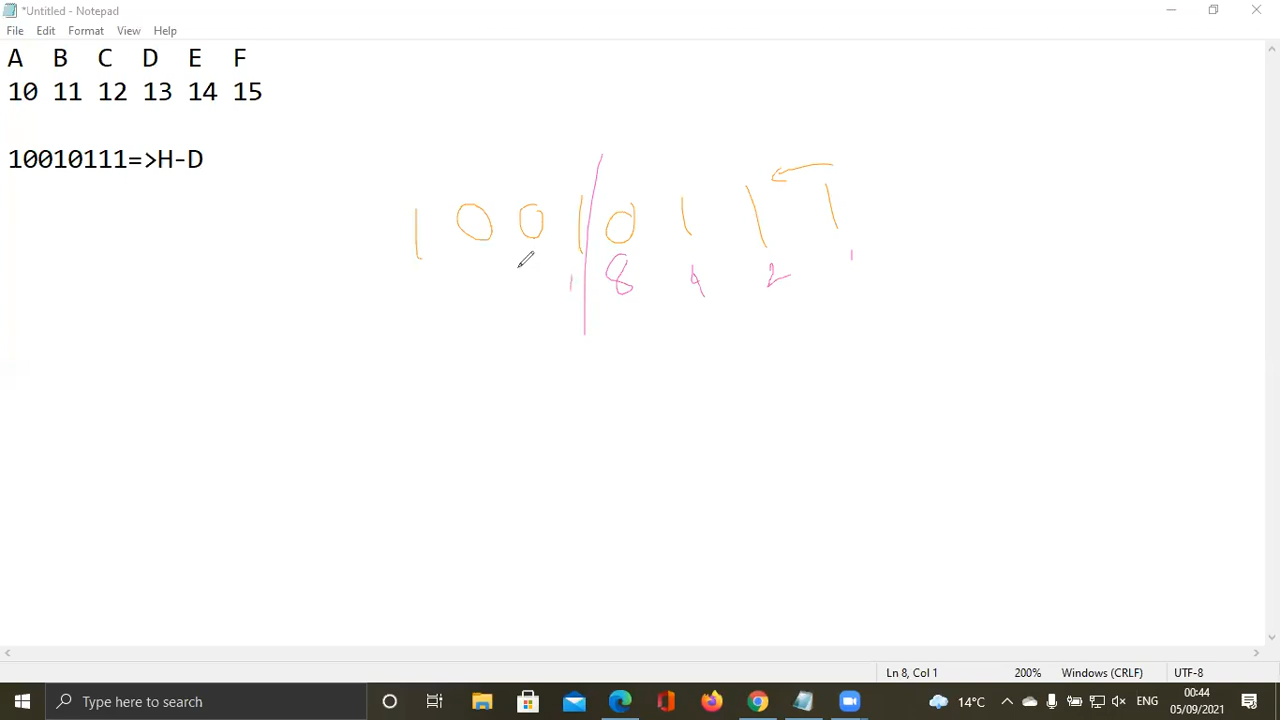 *Untitled - Notepad
File Edit Format View Help
A B C D E F
10 11 12 13 14 15
10010111=>H-D
1 0 0 1 0 1 1 1
1 8 4 2 1
Ln 8, Col 1 200% Windows (CRLF) UTF-8
Type here to search
14°C ENG 00:44
05/09/2021